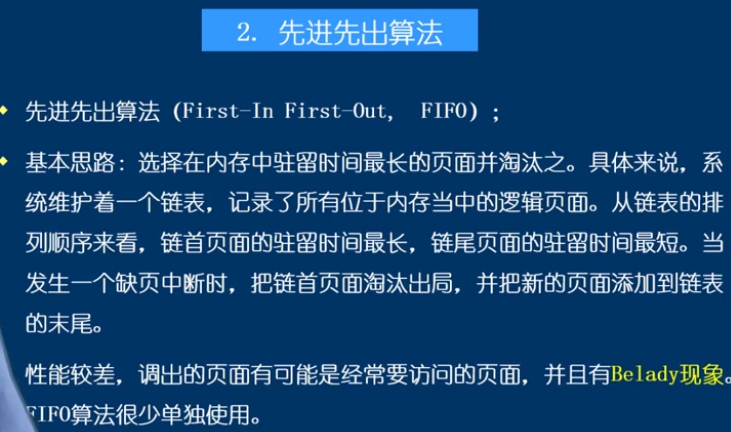 2. 先进先出算法
先进先出算法（First-In First-Out, FIFO）;
基本思路：选择在内存中驻留时间最长的页面并淘汰之。具体来说，系
统维护着一个链表，记录了所有位于内存当中的逻辑页面。从链表的排
列顺序来看，链首页面的驻留时间最长，链尾页面的驻留时间最短。当
发生一个缺页中断时，把链首页面淘汰出局，并把新的页面添加到链表
的末尾。
性能较差，调出的页面有可能是经常要访问的页面，并且有Belady现象。
FIFO算法很少单独使用。